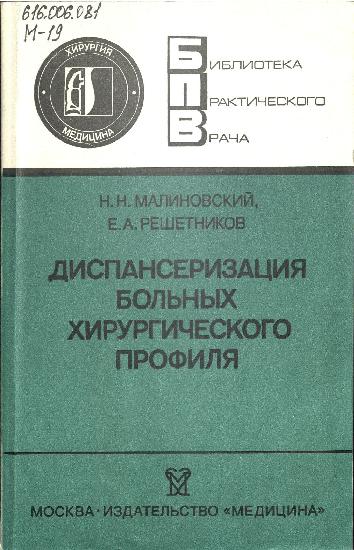 616.006.081
М-19
ХИРУРГИЯ
МЕДИЦИНА
БИБЛИОТЕКА
ПРАКТИЧЕСКОГО
ВРАЧА
Н. Н. МАЛИНОВСКИЙ,
Е. А. РЕШЕТНИКОВ
ДИСПАНСЕРИЗАЦИЯ
БОЛЬНЫХ
ХИРУРГИЧЕСКОГО
ПРОФИЛЯ
МОСКВА · ИЗДАТЕЛЬСТВО «МЕДИЦИНА»